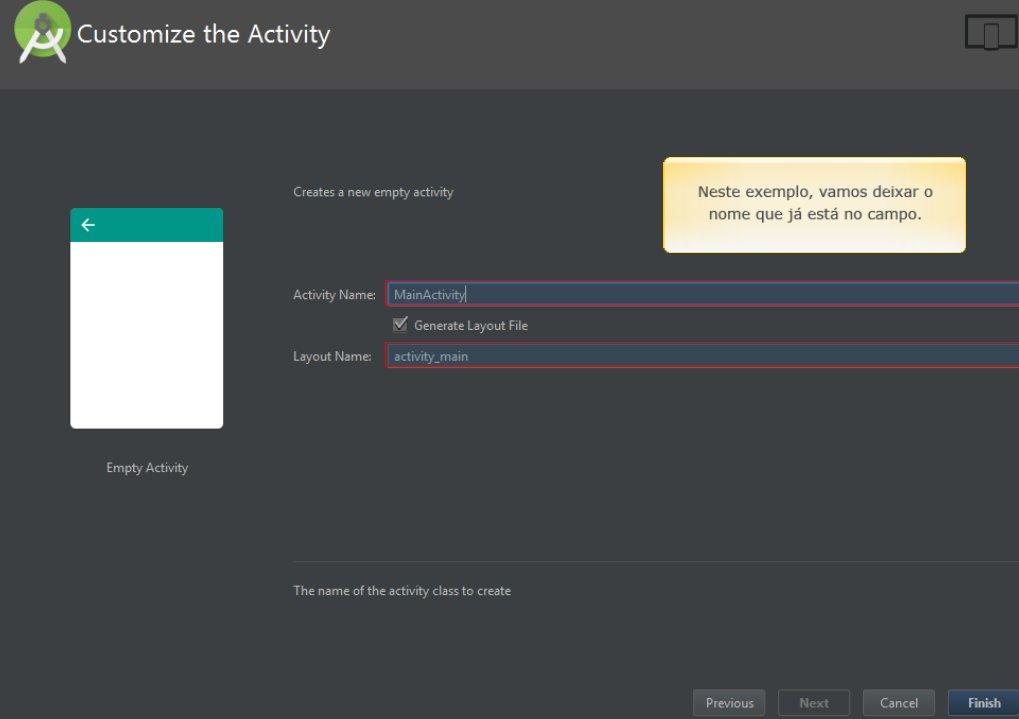 Customize the Activity
Creates a new empty activity
Neste exemplo, vamos deixar o
nome que já está no campo.
Activity Name: MainActivity
Generate Layout File
Layout Name: activity_main
Empty Activity
The name of the activity class to create
Previous Next Cancel Finish